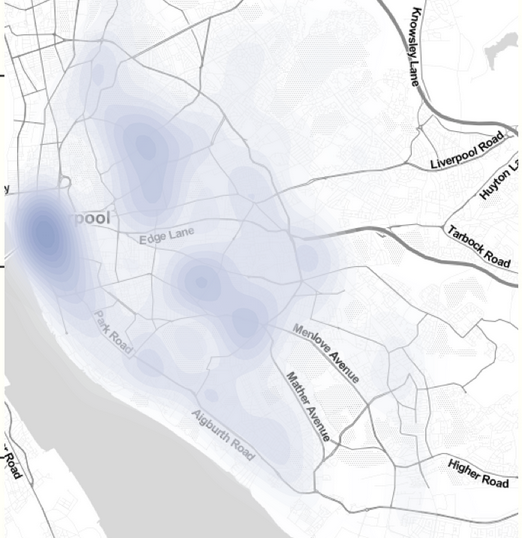 Knowsley Lane
Liverpool Road
Huyton La
y
pool
Edge Lane
Tarbock Road
Park Road
Menlove Avenue
Mather Avenue
Aigburth Road
r Road
Higher Road